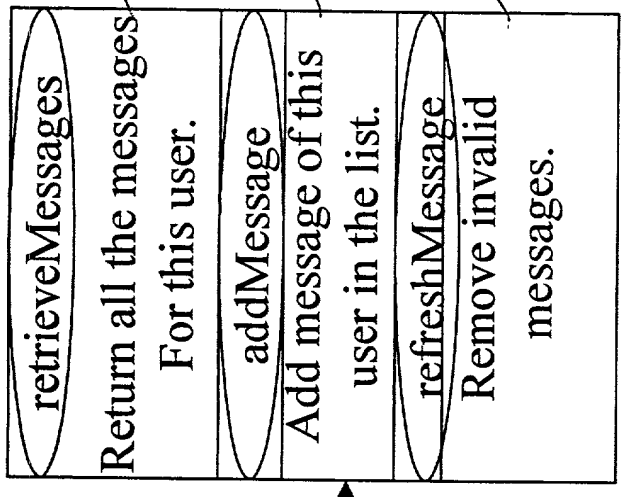 retrieveMessages
Return all the messages
For this user.
addMessage
Add message of this
user in the list.
refreshMessage
Remove invalid
messages.